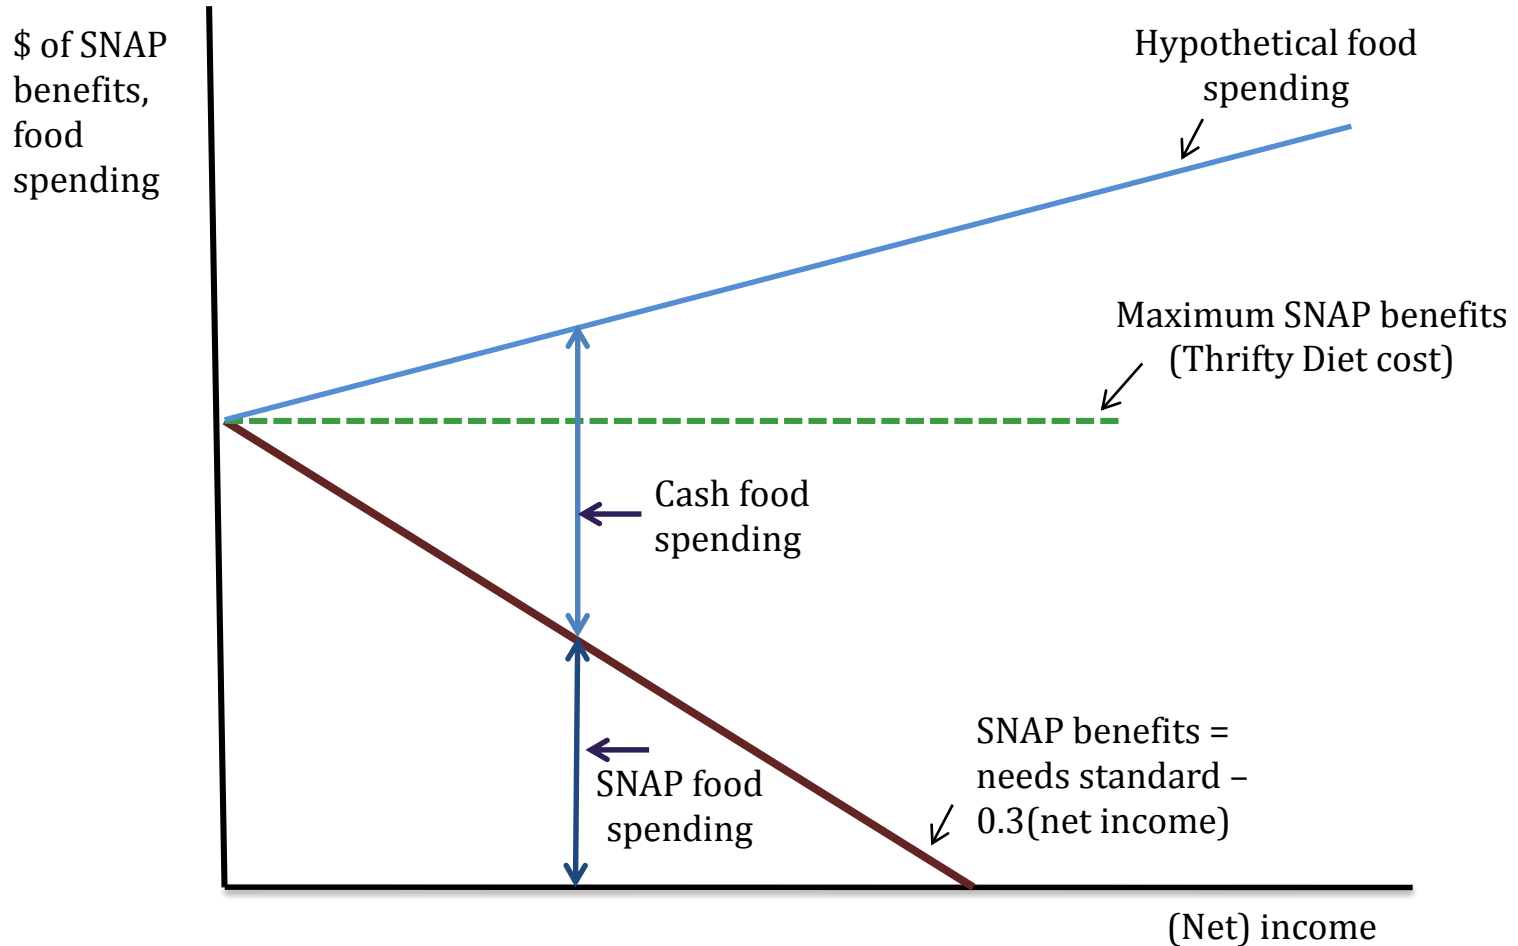 $ of SNAP
benefits,
food
spending
Hypothetical food
spending
Maximum SNAP benefits
(Thrifty Diet cost)
Cash food
spending
SNAP food
spending
SNAP benefits =
needs standard –
0.3(net income)
(Net) income